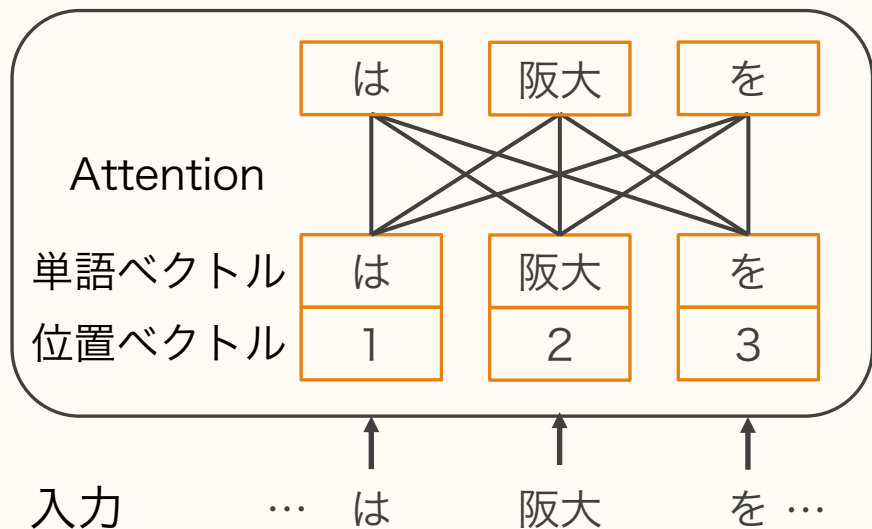 は 阪大 を
Attention
単語ベクトル は 阪大 を
位置ベクトル 1 2 3
入力 … は 阪大 を …